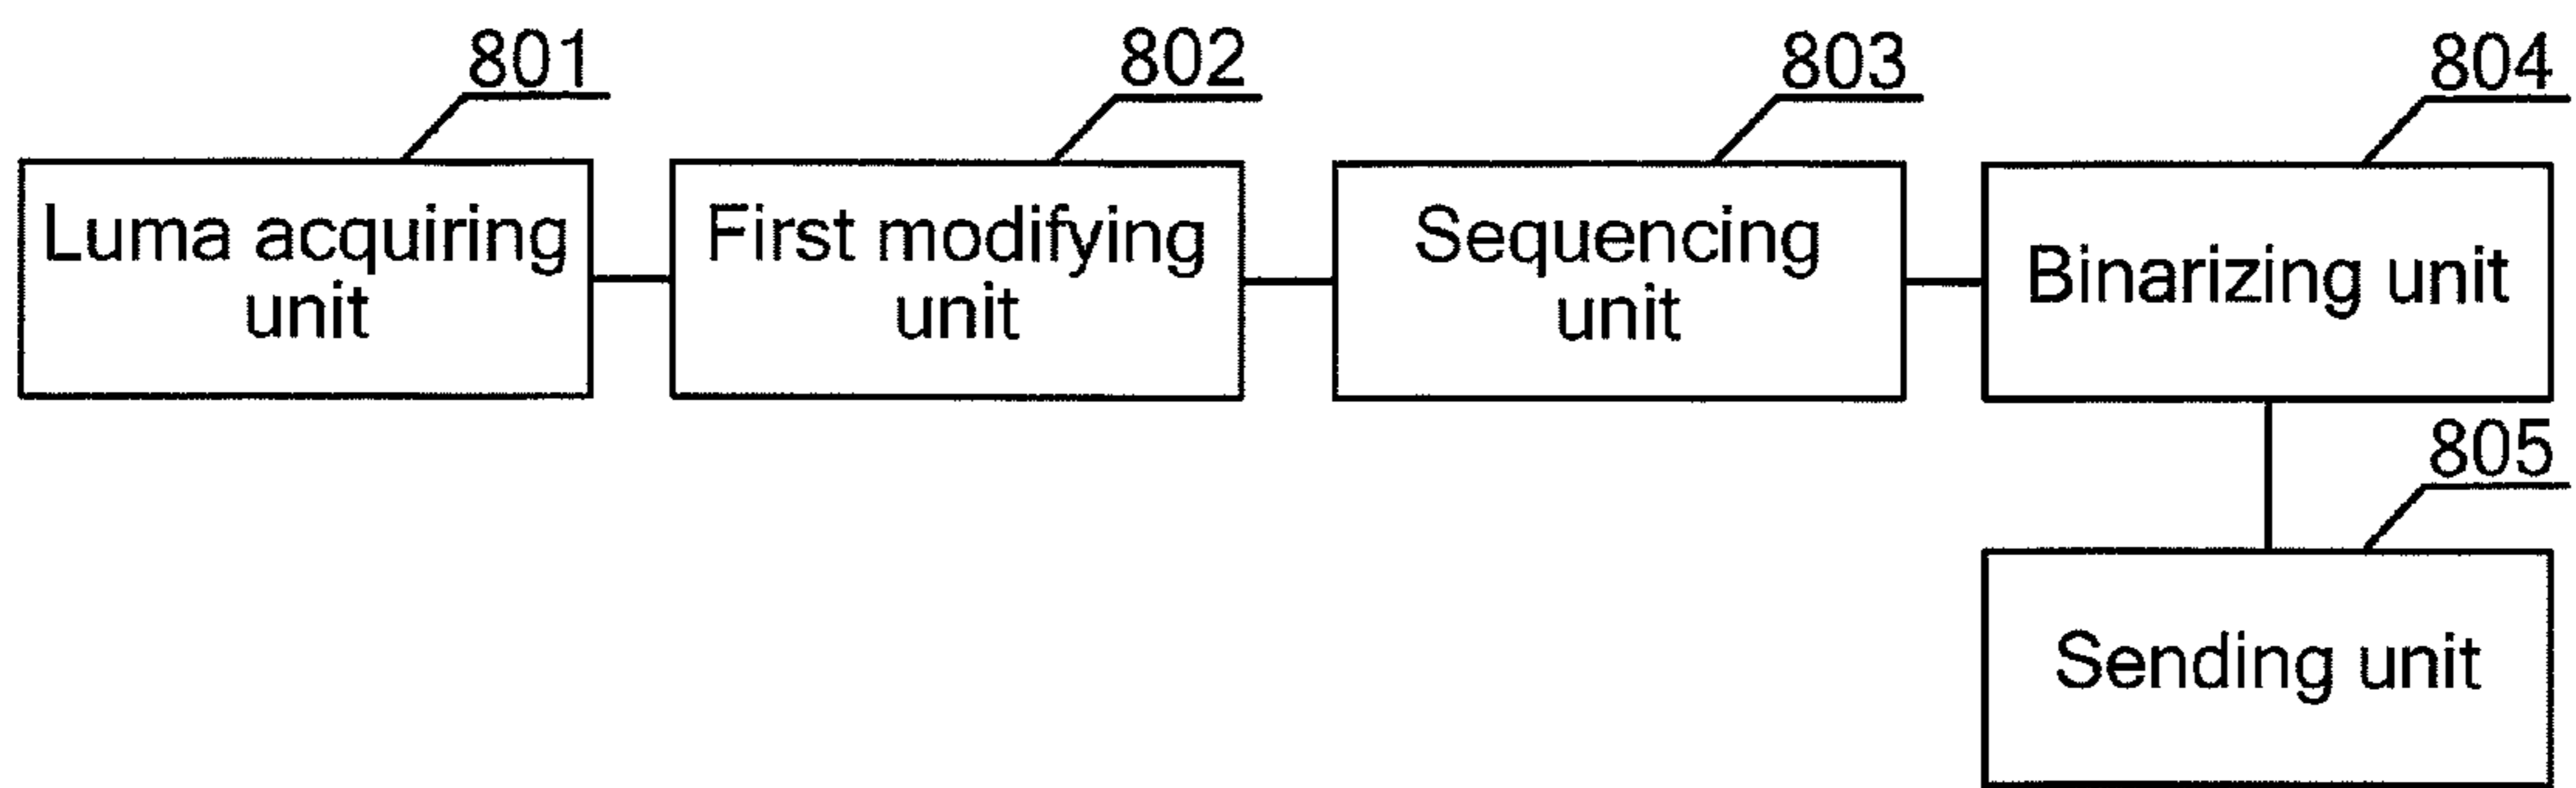 801
802
803
804
Luma acquiring
unit
First modifying
unit
Sequencing
unit
Binarizing unit
805
Sending unit